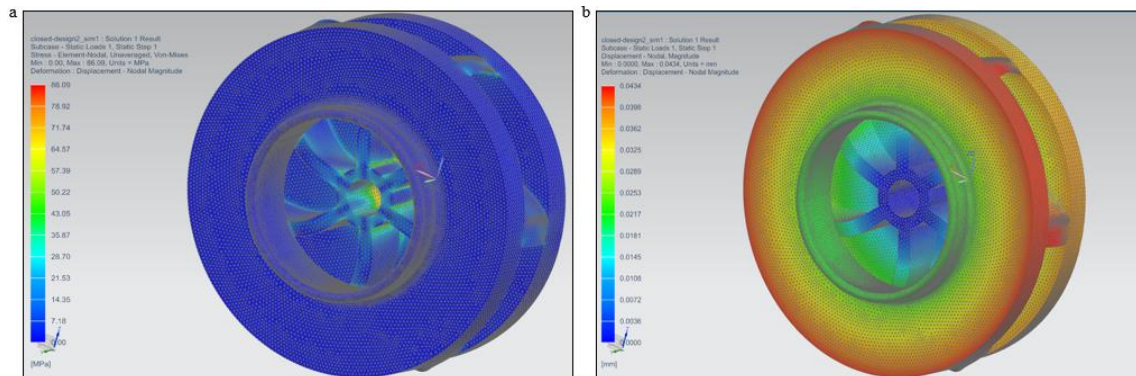 a
closed-design2_sim1 : Solution 1 Result
Subcase - Static Loads 1, Static Step 1
Stress - Element-Nodal, Unaveraged, Von-Mises
Min : 0.00, Max : 86.09, Units = MPa
Deformation : Displacement - Nodal Magnitude
86.09
78.92
71.74
64.57
57.39
50.22
43.05
35.87
28.70
21.53
14.35
7.18
0.00
[MPa]
b
closed-design2_sim1 : Solution 1 Result
Subcase - Static Loads 1, Static Step 1
Displacement - Nodal, Magnitude
Min : 0.0000, Max : 0.0434, Units = mm
Deformation : Displacement - Nodal Magnitude
0.0434
0.0398
0.0362
0.0325
0.0289
0.0253
0.0217
0.0181
0.0145
0.0108
0.0072
0.0036
0.0000
[mm]